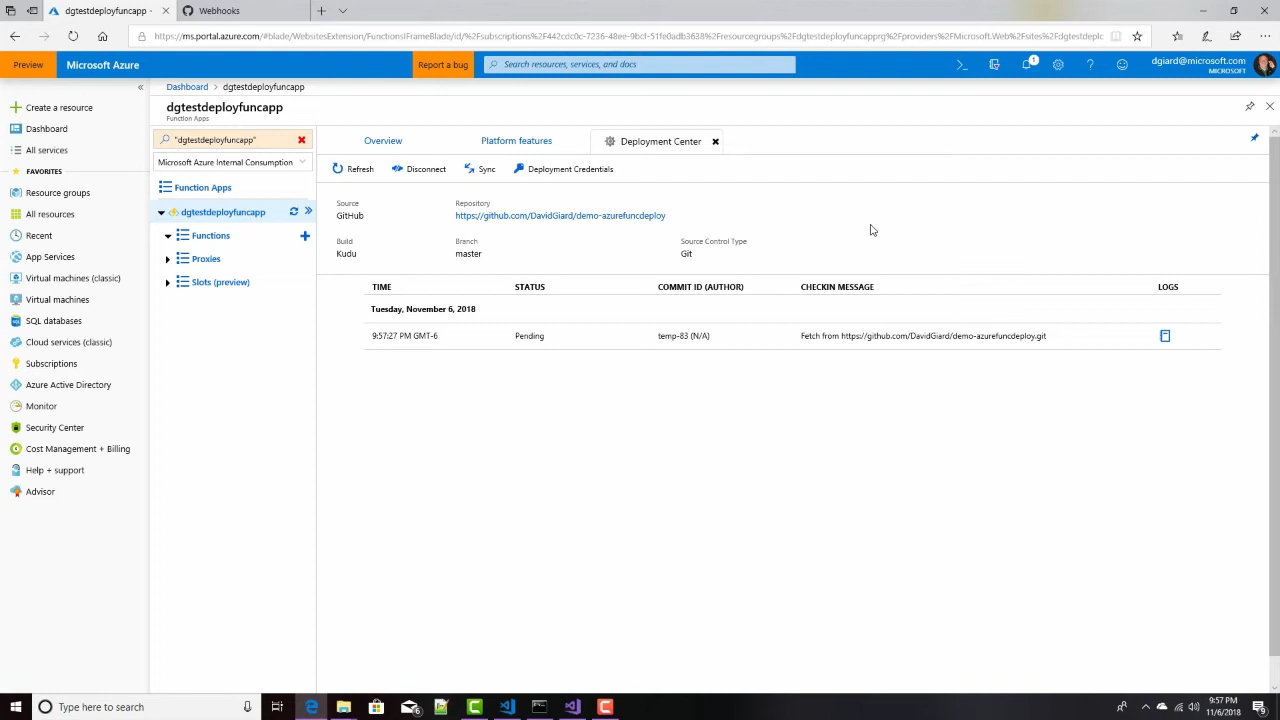 dgtestdeployfuncapp -
Webhooks
https://ms.portal.azure.com/#blade/WebsitesExtension/FunctionsIFrameBlade/id/%2Fsubscriptions%2F442cdc0c-7236-48ee-9bcf-51fe0adb3638%2Fresourcegroups%2Fdgtestdeployfuncapprg%2Fproviders%2FMicrosoft.Web%2Fsites%2Fdgtestdeplc
Preview
Microsoft Azure
Report a bug
Search resources, services, and docs
1
dgiard@microsoft.com
MICROSOFT
Create a resource
Dashboard
All services
FAVORITES
Resource groups
All resources
Recent
App Services
Virtual machines (classic)
Virtual machines
SQL databases
Cloud services (classic)
Subscriptions
Azure Active Directory
Monitor
Security Center
Cost Management + Billing
Help + support
Advisor
Dashboard > dgtestdeployfuncapp
dgtestdeployfuncapp
Function Apps
"dgtestdeployfuncapp"
Microsoft Azure Internal Consumption
Function Apps
dgtestdeployfuncapp
Functions
Proxies
Slots (preview)
Overview
Platform features
Deployment Center
Refresh
Disconnect
Sync
Deployment Credentials
Source
GitHub
Repository
https://github.com/DavidGiard/demo-azurefuncdeploy
Build
Kudu
Branch
master
Source Control Type
Git
TIME STATUS COMMIT ID (AUTHOR) CHECKIN MESSAGE LOGS
Tuesday, November 6, 2018
9:57:27 PM GMT-6 Pending temp-83 (N/A) Fetch from https://github.com/DavidGiard/demo-azurefuncdeploy.git
Type here to search
6
9:57 PM
11/6/2018